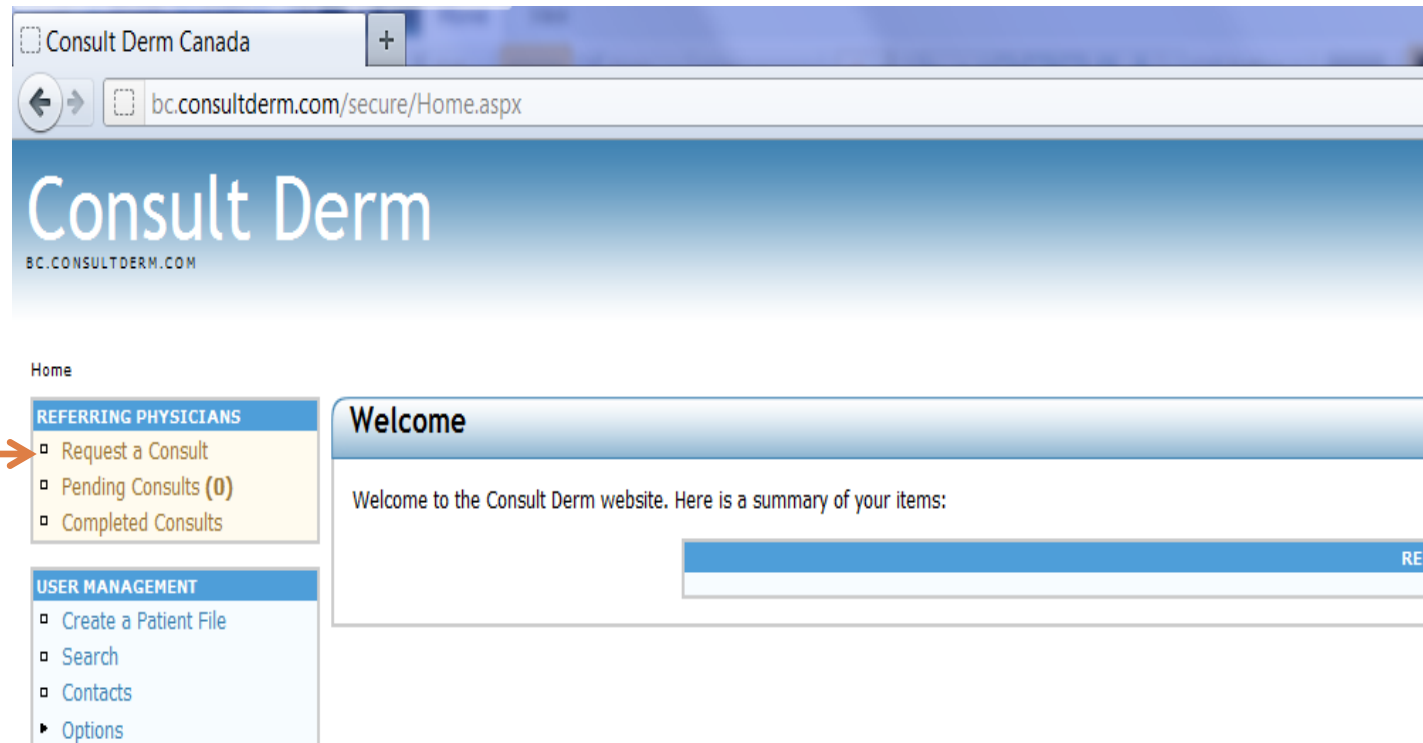 Consult Derm Canada
+
bc.consultderm.com/secure/Home.aspx
Consult Derm
BC.CONSULTDERM.COM
Home
REFERRING PHYSICIANS
Request a Consult
Pending Consults (0)
Completed Consults
USER MANAGEMENT
Create a Patient File
Search
Contacts
Options
Welcome
Welcome to the Consult Derm website. Here is a summary of your items:
RE